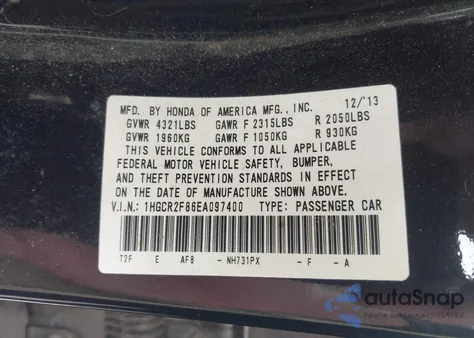 MFD. BY HONDA OF AMERICA MFG., INC. 12/'13
GVWR 4321LBS GAWR F 2315LBS R 2050LBS
GVWR 1960KG GAWR F 1050KG R 930KG
THIS VEHICLE CONFORMS TO ALL APPLICABLE
FEDERAL MOTOR VEHICLE SAFETY, BUMPER,
AND THEFT PREVENTION STANDARDS IN EFFECT
ON THE DATE OF MANUFACTURE SHOWN ABOVE.
V.I.N.: 1HGCR2F86EA097400 TYPE: PASSENGER CAR
T2F E AF8 - NH731PX - F - A
autaSnap